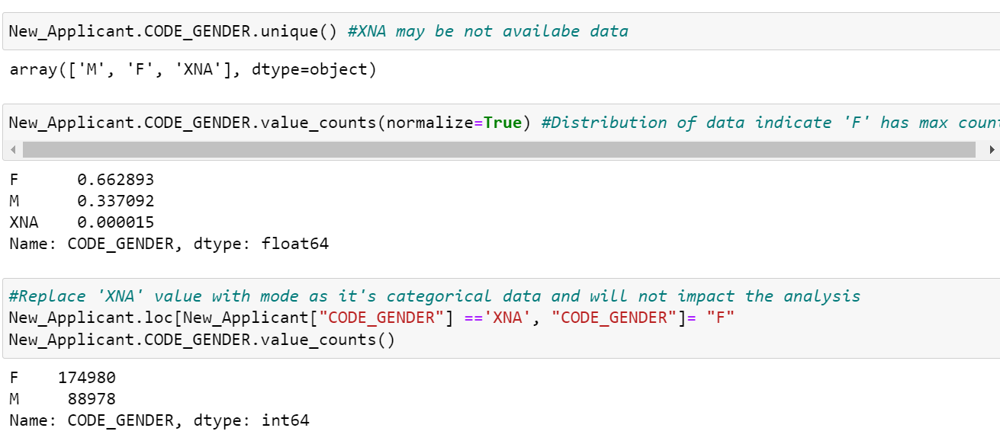 New_Applicant.CODE_GENDER.unique() #XNA may be not availabe data
array(['M', 'F', 'XNA'], dtype=object)
New_Applicant.CODE_GENDER.value_counts(normalize=True) #Distribution of data indicate 'F' has max coun
F      0.662893
M      0.337092
XNA    0.000015
Name: CODE_GENDER, dtype: float64
#Replace 'XNA' value with mode as it's categorical data and will not impact the analysis
New_Applicant.loc[New_Applicant["CODE_GENDER"] =='XNA', "CODE_GENDER"]= "F"
New_Applicant.CODE_GENDER.value_counts()
F    174980
M     88978
Name: CODE_GENDER, dtype: int64